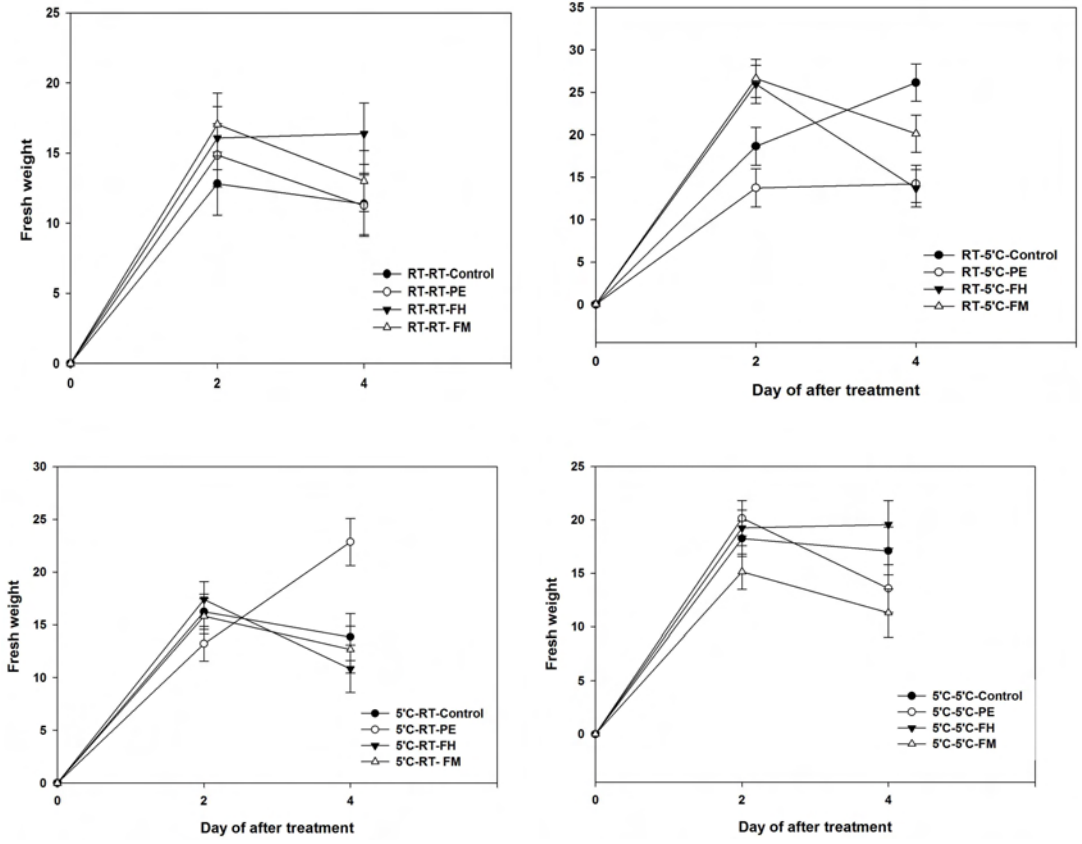 25
20
15
10
5
0
Fresh weight
0 2 4
RT-RT-Control
RT-RT-PE
RT-RT-FH
RT-RT- FM
35
30
25
20
15
10
5
0
0 2 4
Day of after treatment
RT-5'C-Control
RT-5'C-PE
RT-5'C-FH
RT-5'C-FM
30
25
20
15
10
5
0
Fresh weight
0 2 4
Day of after treatment
5'C-RT-Control
5'C-RT-PE
5'C-RT-FH
5'C-RT- FM
25
20
15
10
5
0
Fresh weight
0 2 4
Day of after treatment
5'C-5'C-Control
5'C-5'C-PE
5'C-5'C-FH
5'C-5'C-FM